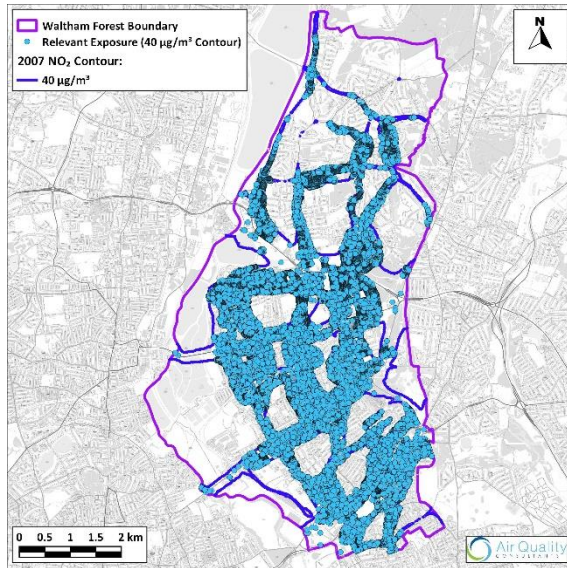 Waltham Forest Boundary
Relevant Exposure (40 µg/m³ Contour)
2007 NO₂ Contour:
40 µg/m³
N
0 0.5 1 1.5 2 km
Air Quality
CONSULTANTS